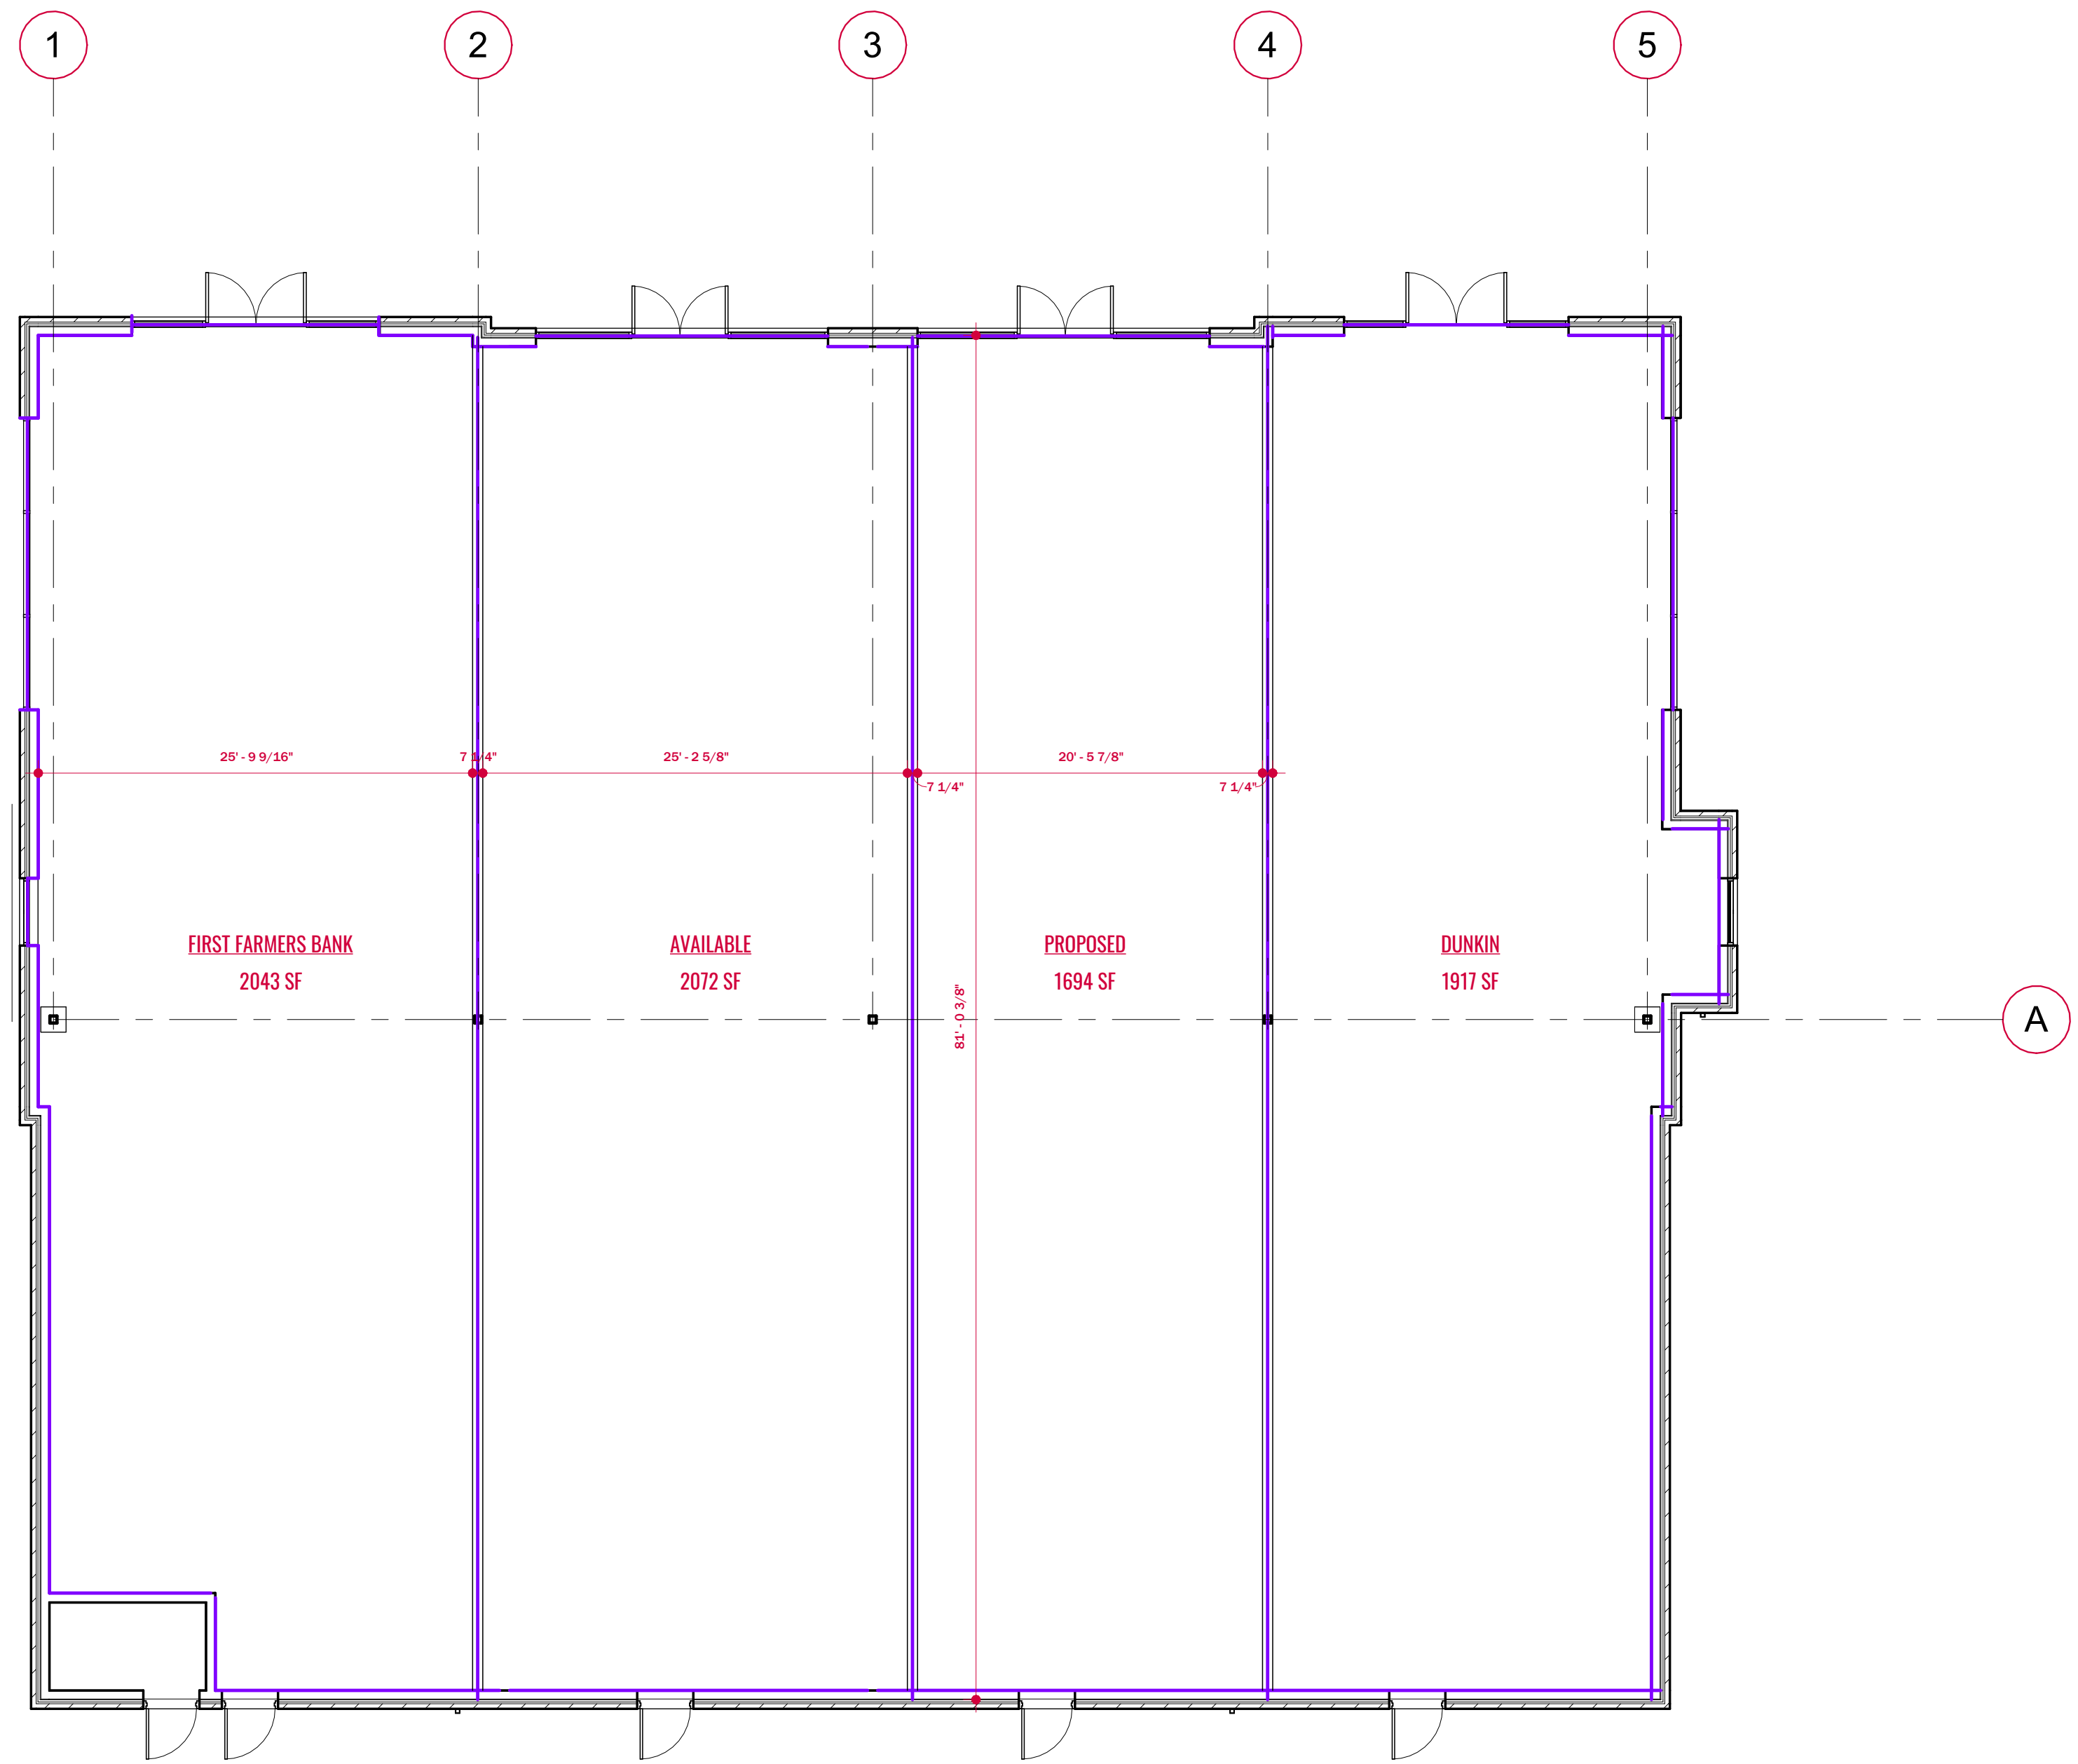 1 2 3 4 5
25' - 9 9/16" 7 1/4" 25' - 2 5/8" 20' - 5 7/8"
7 1/4" 7 1/4"
FIRST FARMERS BANK
2043 SF
AVAILABLE
2072 SF
PROPOSED
1694 SF
DUNKIN
1917 SF
81' - 0 3/8"
A